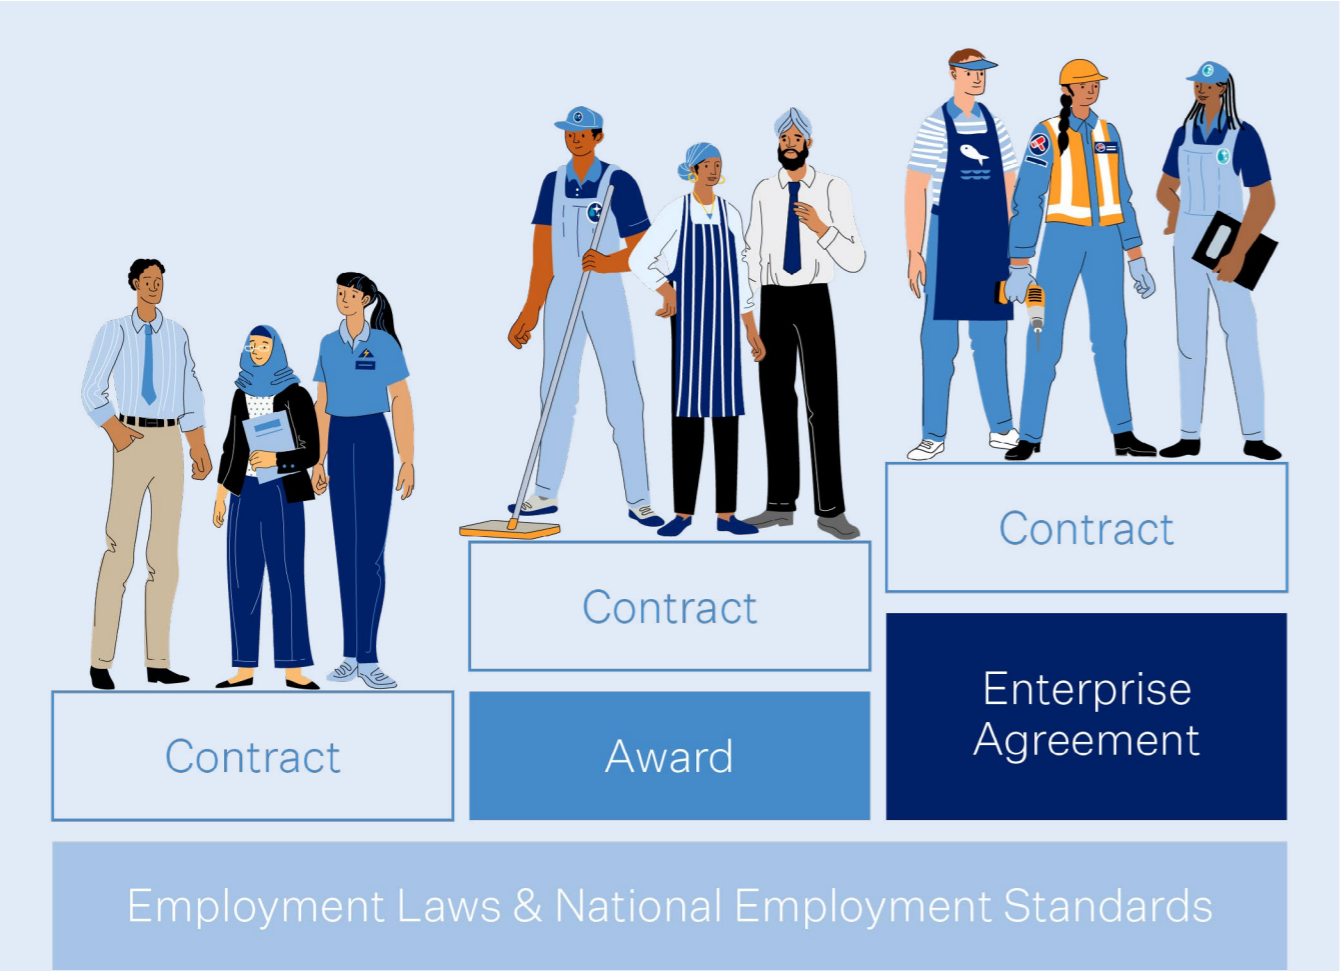 Contract
Contract
Award
Contract
Enterprise
Agreement
Employment Laws & National Employment Standards